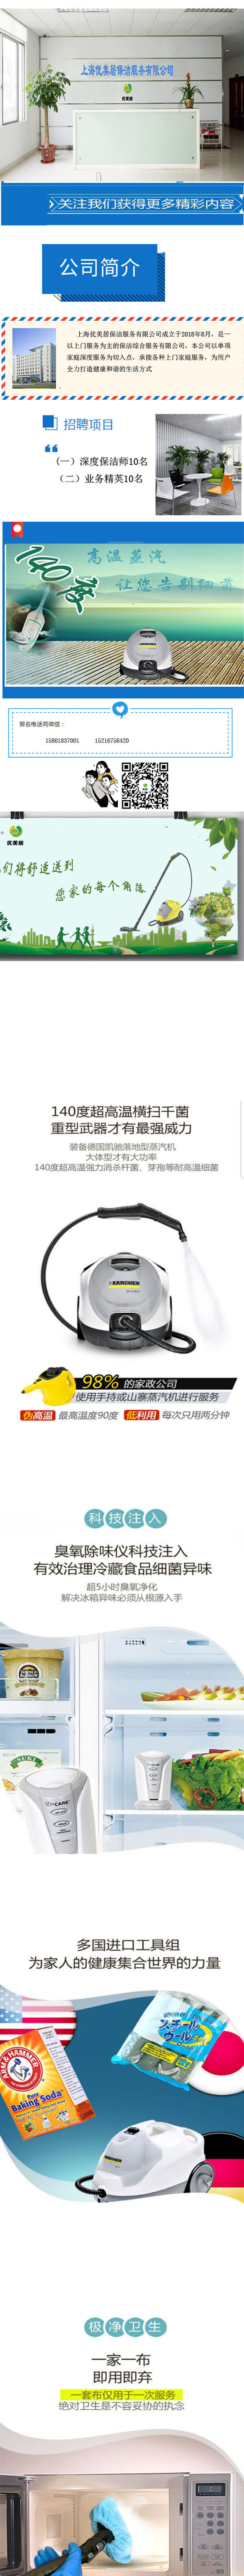 上海优美居保洁服务有限公司
优美居
关注我们获得更多精彩内容
公司简介
上海优美居保洁服务有限公司成立于2018年8月，是一
以上门服务为主的保洁综合服务有限公司，本公司以单项
家庭深度服务为切入点，承接各种上门家庭服务，为用户
全力打造健康和谐的生活方式
招聘项目
（一）深度保洁师10名
（二）业务精英10名
140度
高温蒸汽
让您告别细菌
KARCHER
报名电话同微信：
15801837001 15216756420
优美居
们将舒适送到
您家的每个角落
140度超高温横扫千菌
重型武器才有最强威力
装备德国凯驰落地型蒸汽机
大体型才有大功率
140度超高温强力消杀杆菌、芽孢等耐高温细菌
KARCHER
98% 的家政公司
使用手持或山寨蒸汽机进行服务
伪高温 最高温度90度 低利用 每次只用两分钟
科技注入
臭氧除味仪科技注入
有效治理冷藏食品细菌异味
超5小时臭氧净化
解决冰箱异味必须从根源入手
多国进口工具组
为家人的健康集合世界的力量
ARM & HAMMER
Pure
Baking Soda
スチール
ウール
KARCHER
极净卫生
一家一布
即用即弃
一套布仅用于一次服务
绝对卫生是不容妥协的执念